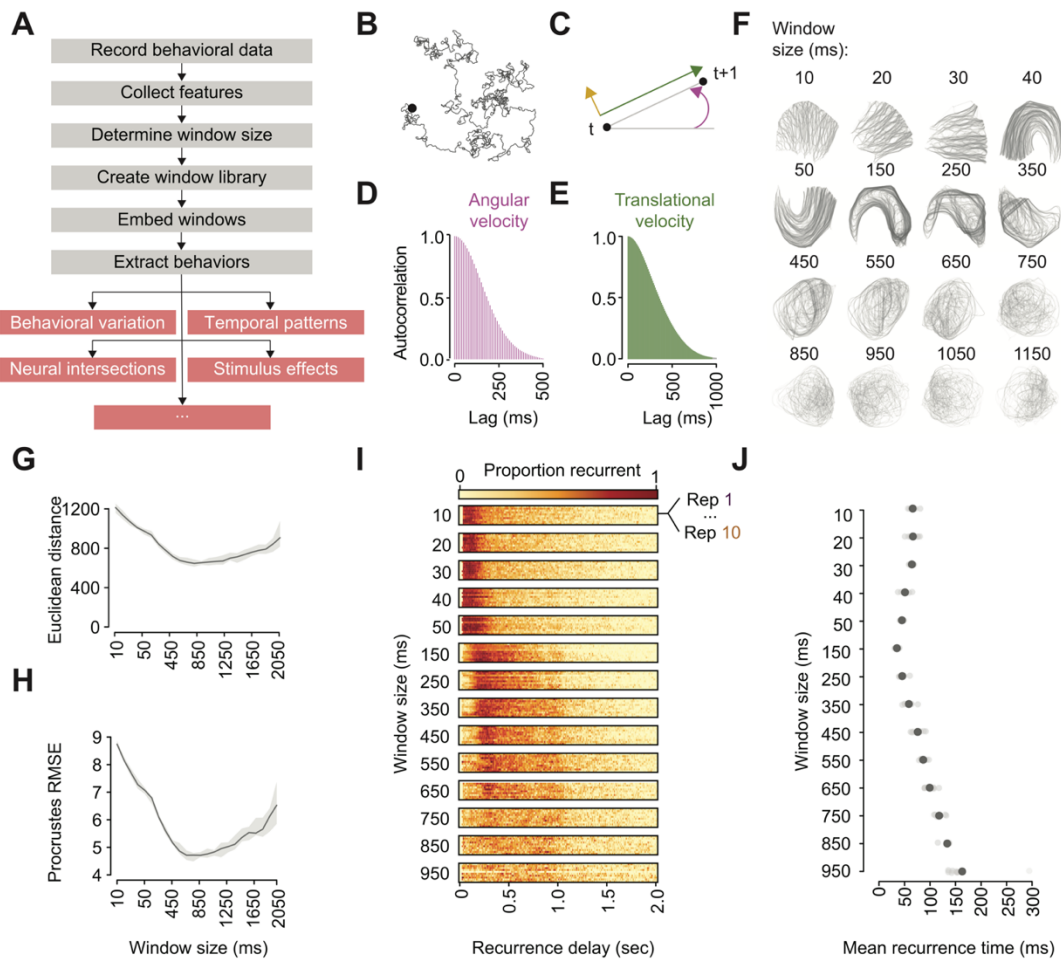 A
Record behavioral data
Collect features
Determine window size
Create window library
Embed windows
Extract behaviors
Behavioral variation
Temporal patterns
Neural intersections
Stimulus effects
...
B
C
t
t+1
D
Angular
velocity
Autocorrelation
1.0
0.5
0.0
0
250
500
Lag (ms)
E
Translational
velocity
1.0
0.5
0.0
0
5000
1000
Lag (ms)
F
Window
size (ms):
10 20 30 40
50 150 250 350
450 550 650 750
850 950 1050 1150
G
Euclidean distance
1200
800
400
0
10 50 450 850 1250 1650 2050
H
Procrustes RMSE
9
8
7
6
5
4
10 50 450 850 1250 1650 2050
Window size (ms)
I
Proportion recurrent
0 1
Rep 1
...
Rep 10
Window size (ms)
10
20
30
40
50
150
250
350
450
550
650
750
850
950
0 0.5 1.0 1.5 2.0
Recurrence delay (sec)
J
Window size (ms)
10
20
30
40
50
150
250
350
450
550
650
750
850
950
0 50 100 150 200 300
Mean recurrence time (ms)